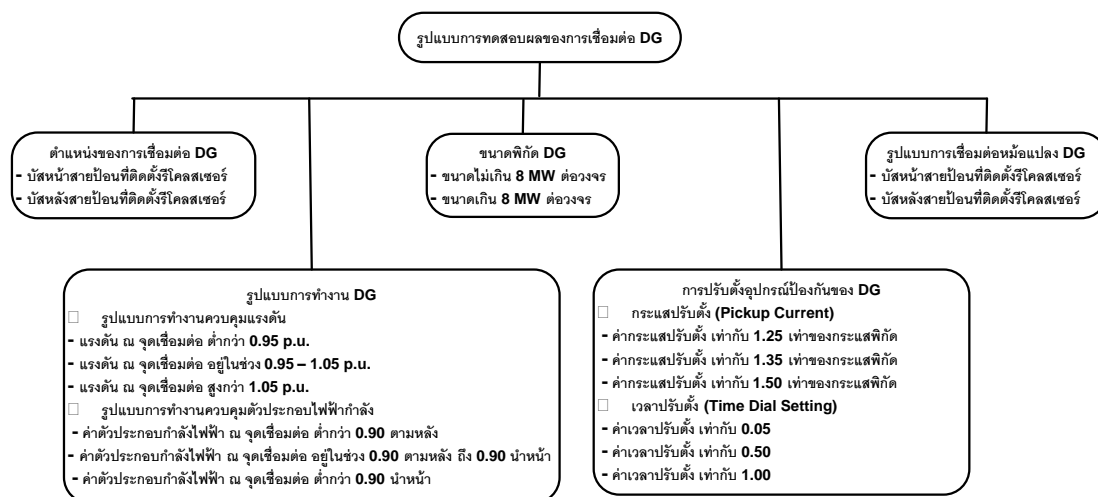 รูปแบบการทดสอบผลของการเชื่อมต่อ DG
ตำแหน่งของการเชื่อมต่อ DG
- บัสหน้าสายป้อนที่ติดตั้งรีโคลสเซอร์
- บัสหลังสายป้อนที่ติดตั้งรีโคลสเซอร์
ขนาดพิกัด DG
- ขนาดไม่เกิน 8 MW ต่อวงจร
- ขนาดเกิน 8 MW ต่อวงจร
รูปแบบการเชื่อมต่อหม้อแปลง DG
- บัสหน้าสายป้อนที่ติดตั้งรีโคลสเซอร์
- บัสหลังสายป้อนที่ติดตั้งรีโคลสเซอร์
รูปแบบการทำงาน DG
□ รูปแบบการทำงานควบคุมแรงดัน
- แรงดัน ณ จุดเชื่อมต่อ ต่ำกว่า 0.95 p.u.
- แรงดัน ณ จุดเชื่อมต่อ อยู่ในช่วง 0.95 – 1.05 p.u.
- แรงดัน ณ จุดเชื่อมต่อ สูงกว่า 1.05 p.u.
□ รูปแบบการทำงานควบคุมตัวประกอบไฟฟ้ากำลัง
- ค่าตัวประกอบกำลังไฟฟ้า ณ จุดเชื่อมต่อ ต่ำกว่า 0.90 ตามหลัง
- ค่าตัวประกอบกำลังไฟฟ้า ณ จุดเชื่อมต่อ อยู่ในช่วง 0.90 ตามหลัง ถึง 0.90 นำหน้า
- ค่าตัวประกอบกำลังไฟฟ้า ณ จุดเชื่อมต่อ ต่ำกว่า 0.90 นำหน้า
การปรับตั้งอุปกรณ์ป้องกันของ DG
□ กระแสปรับตั้ง (Pickup Current)
- ค่ากระแสปรับตั้ง เท่ากับ 1.25 เท่าของกระแสพิกัด
- ค่ากระแสปรับตั้ง เท่ากับ 1.35 เท่าของกระแสพิกัด
- ค่ากระแสปรับตั้ง เท่ากับ 1.50 เท่าของกระแสพิกัด
□ เวลาปรับตั้ง (Time Dial Setting)
- ค่าเวลาปรับตั้ง เท่ากับ 0.05
- ค่าเวลาปรับตั้ง เท่ากับ 0.50
- ค่าเวลาปรับตั้ง เท่ากับ 1.00